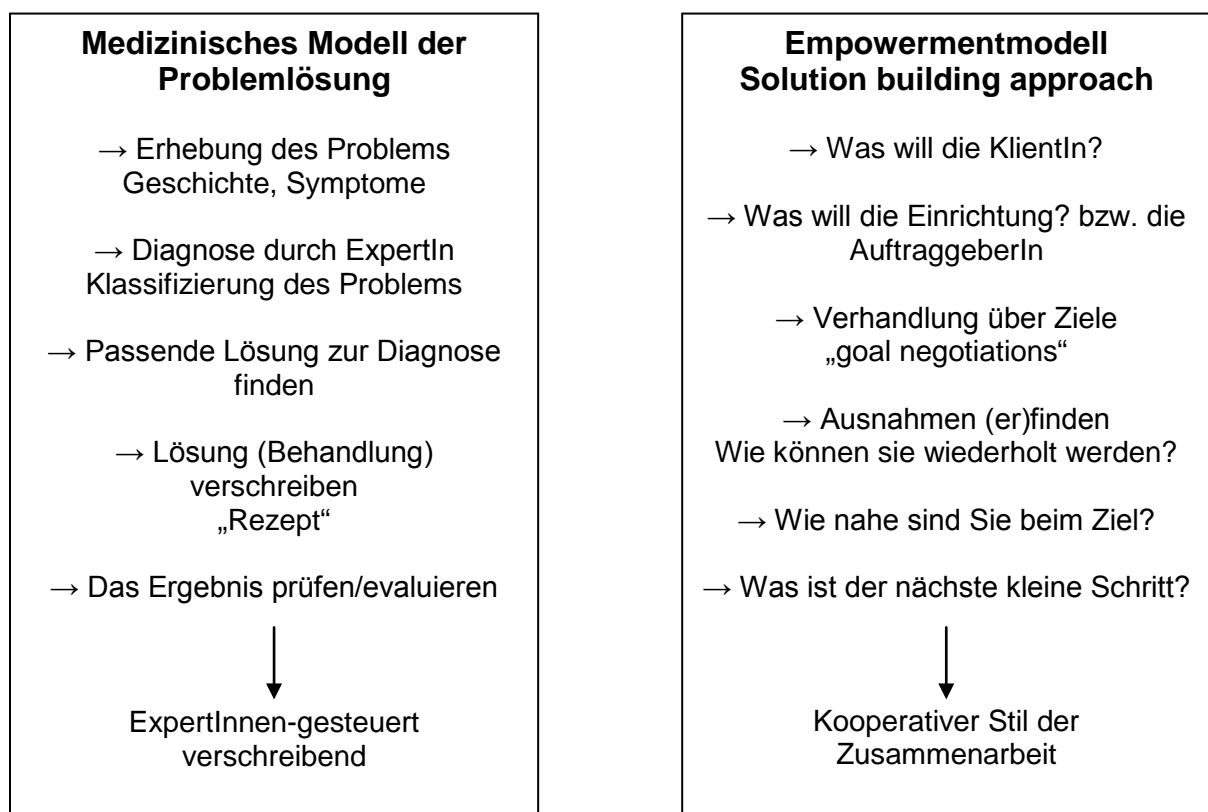 Medizinisches Modell der
Problemlösung
→ Erhebung des Problems
Geschichte, Symptome
→ Diagnose durch ExpertIn
Klassifizierung des Problems
→ Passende Lösung zur Diagnose
finden
→ Lösung (Behandlung)
verschreiben
„Rezept“
→ Das Ergebnis prüfen/evaluieren
ExpertInnen-gesteuert
verschreibend
Empowermentmodell
Solution building approach
→ Was will die KlientIn?
→ Was will die Einrichtung? bzw. die
AuftraggeberIn
→ Verhandlung über Ziele
„goal negotiations“
→ Ausnahmen (er)finden
Wie können sie wiederholt werden?
→ Wie nahe sind Sie beim Ziel?
→ Was ist der nächste kleine Schritt?
Kooperativer Stil der
Zusammenarbeit